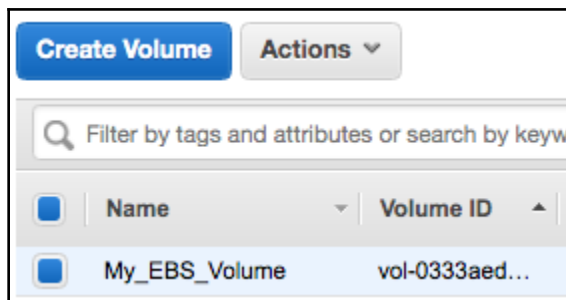 Create Volume Actions
Filter by tags and attributes or search by keyw
Name Volume ID
My_EBS_Volume vol-0333aed...